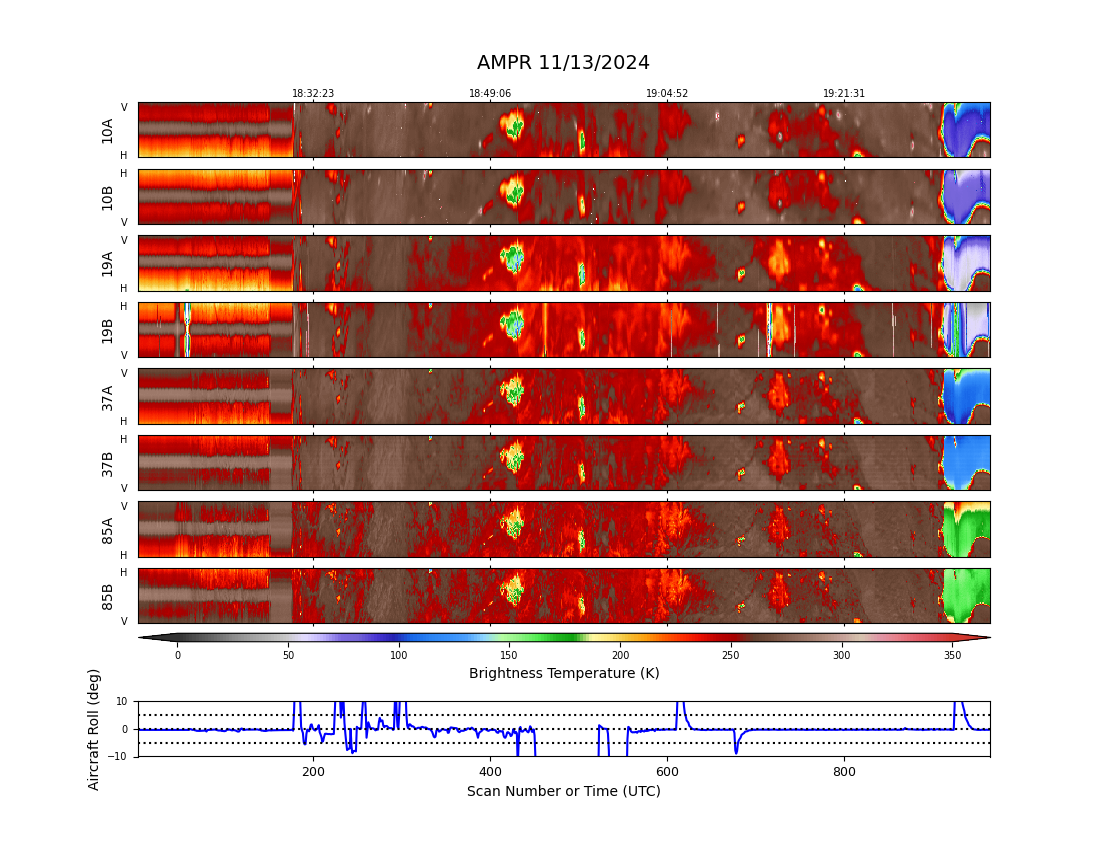 AMPR 11/13/2024
18:32:23 18:49:06 19:04:52 19:21:31
V
10A
H
H
10B
V
V
19A
H
H
19B
V
V
37A
H
H
37B
V
V
85A
H
H
85B
V
0 50 100 150 200 250 300 350
Brightness Temperature (K)
Aircraft Roll (deg)
10
0
−10
200 400 600 800
Scan Number or Time (UTC)